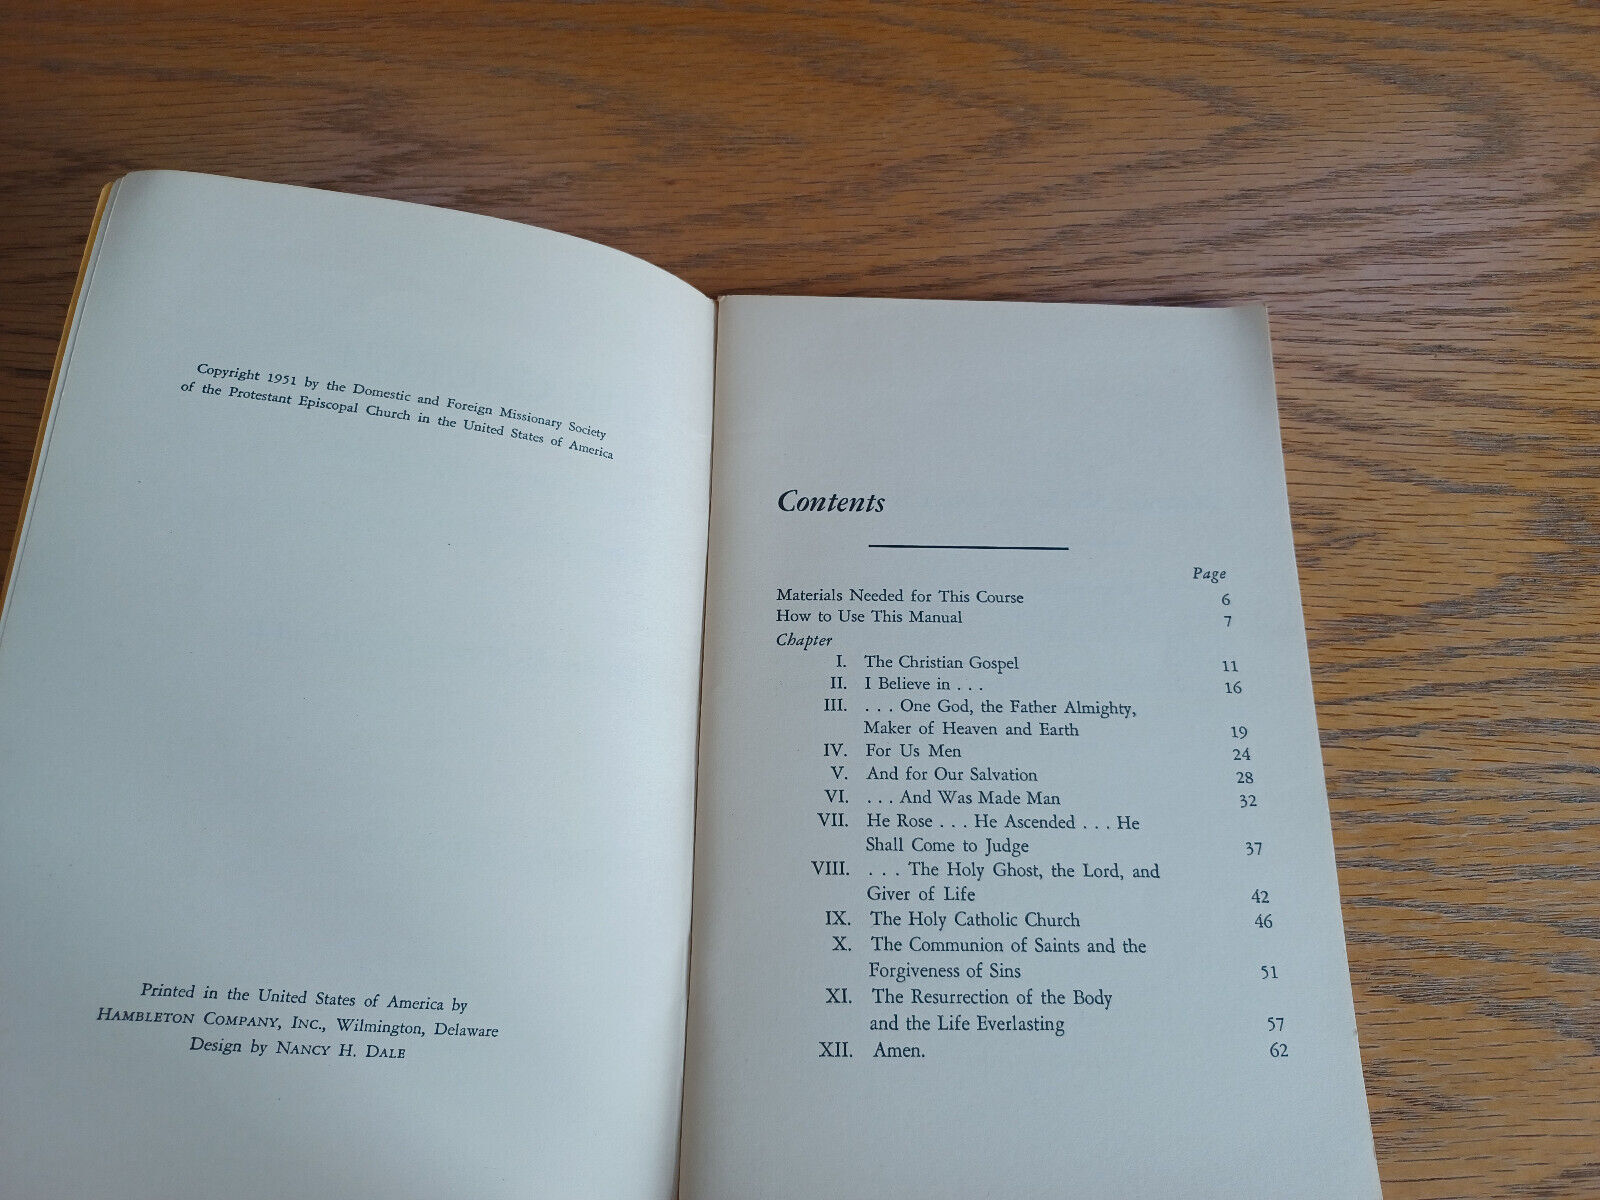 Copyright 1951 by the Domestic and Foreign Missionary Society
of the Protestant Episcopal Church in the United States of America
Printed in the United States of America by
HAMBLETON COMPANY, INC., Wilmington, Delaware
Design by NANCY H. DALE
Contents
Page
Materials Needed for This Course 6
How to Use This Manual 7
Chapter
I. The Christian Gospel 11
II. I Believe in . . . 16
III. . . . One God, the Father Almighty,
Maker of Heaven and Earth 19
IV. For Us Men 24
V. And for Our Salvation 28
VI. . . . And Was Made Man 32
VII. He Rose . . . He Ascended . . . He
Shall Come to Judge 37
VIII. . . . The Holy Ghost, the Lord, and
Giver of Life 42
IX. The Holy Catholic Church 46
X. The Communion of Saints and the
Forgiveness of Sins 51
XI. The Resurrection of the Body
and the Life Everlasting 57
XII. Amen. 62